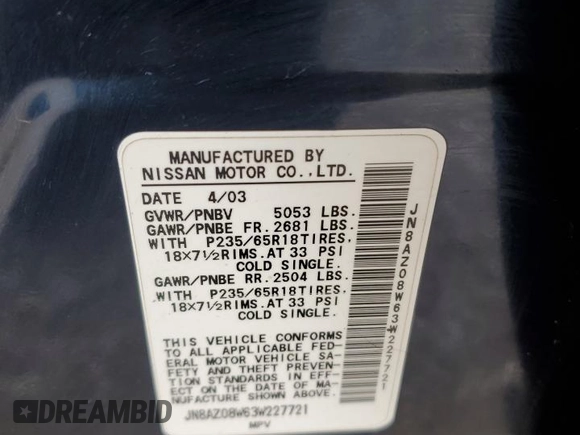 MANUFACTURED BY
NISSAN MOTOR CO.,LTD.
DATE 4/03
GVWR/PNBV 5053 LBS.
GAWR/PNBE FR. 2681 LBS.
WITH P235/65R18TIRES.
18×7½RIMS.AT 33 PSI
COLD SINGLE.
GAWR/PNBE RR. 2504 LBS.
WITH P235/65R18TIRES.
18×7½RIMS.AT 33 PSI
COLD SINGLE.
THIS VEHICLE CONFORMS
TO ALL APPLICABLE FED-
ERAL MOTOR VEHICLE SA-
FETY AND THEFT PREVEN-
TION STANDARDS IN EFF-
ECT ON THE DATE OF MA-
NUFACTURE SHOWN ABOVE.
JN8AZ08W63W227721
MPV
JN8AZ08W63W227721
DREAMBID